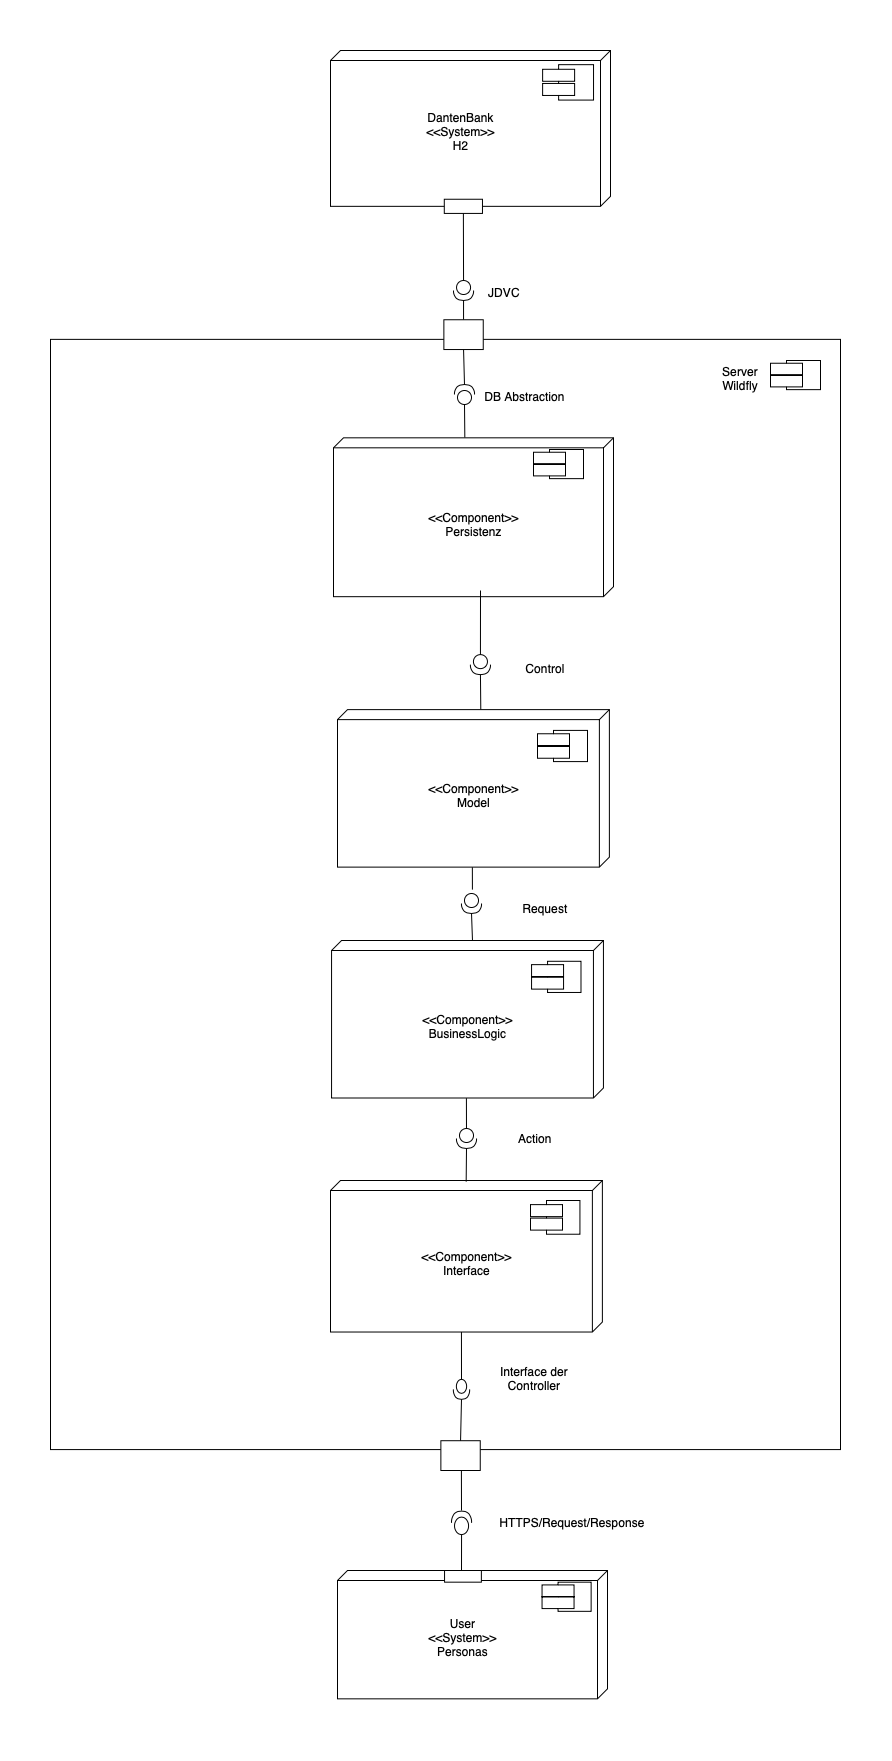 DantenBank
<<System>>
H2
JDVC
Server
Wildfly
DB Abstraction
<<Component>>
Persistenz
Control
<<Component>>
Model
Request
<<Component>>
BusinessLogic
Action
<<Component>>
Interface
Interface der
Controller
HTTPS/Request/Response
User
<<System>>
Personas